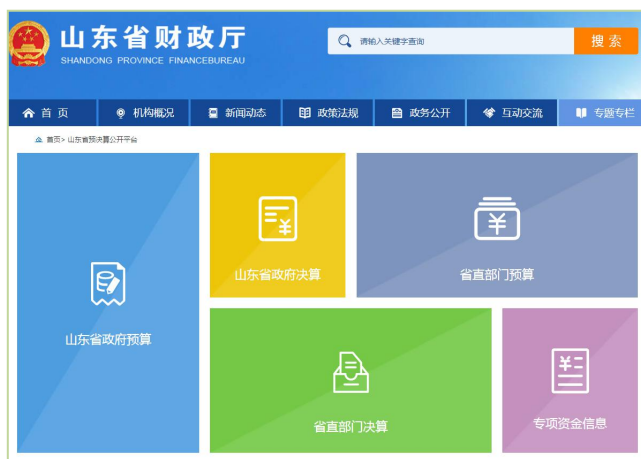 山东省财政厅
SHANDONG PROVINCE FINANCEBUREAU
请输入关键字查询
搜索
首页 机构概况 新闻动态 政策法规 政务公开 互动交流 专题专栏
首页> 山东省预决算公开平台
山东省政府预算
山东省政府决算
省直部门预算
省直部门决算
专项资金信息